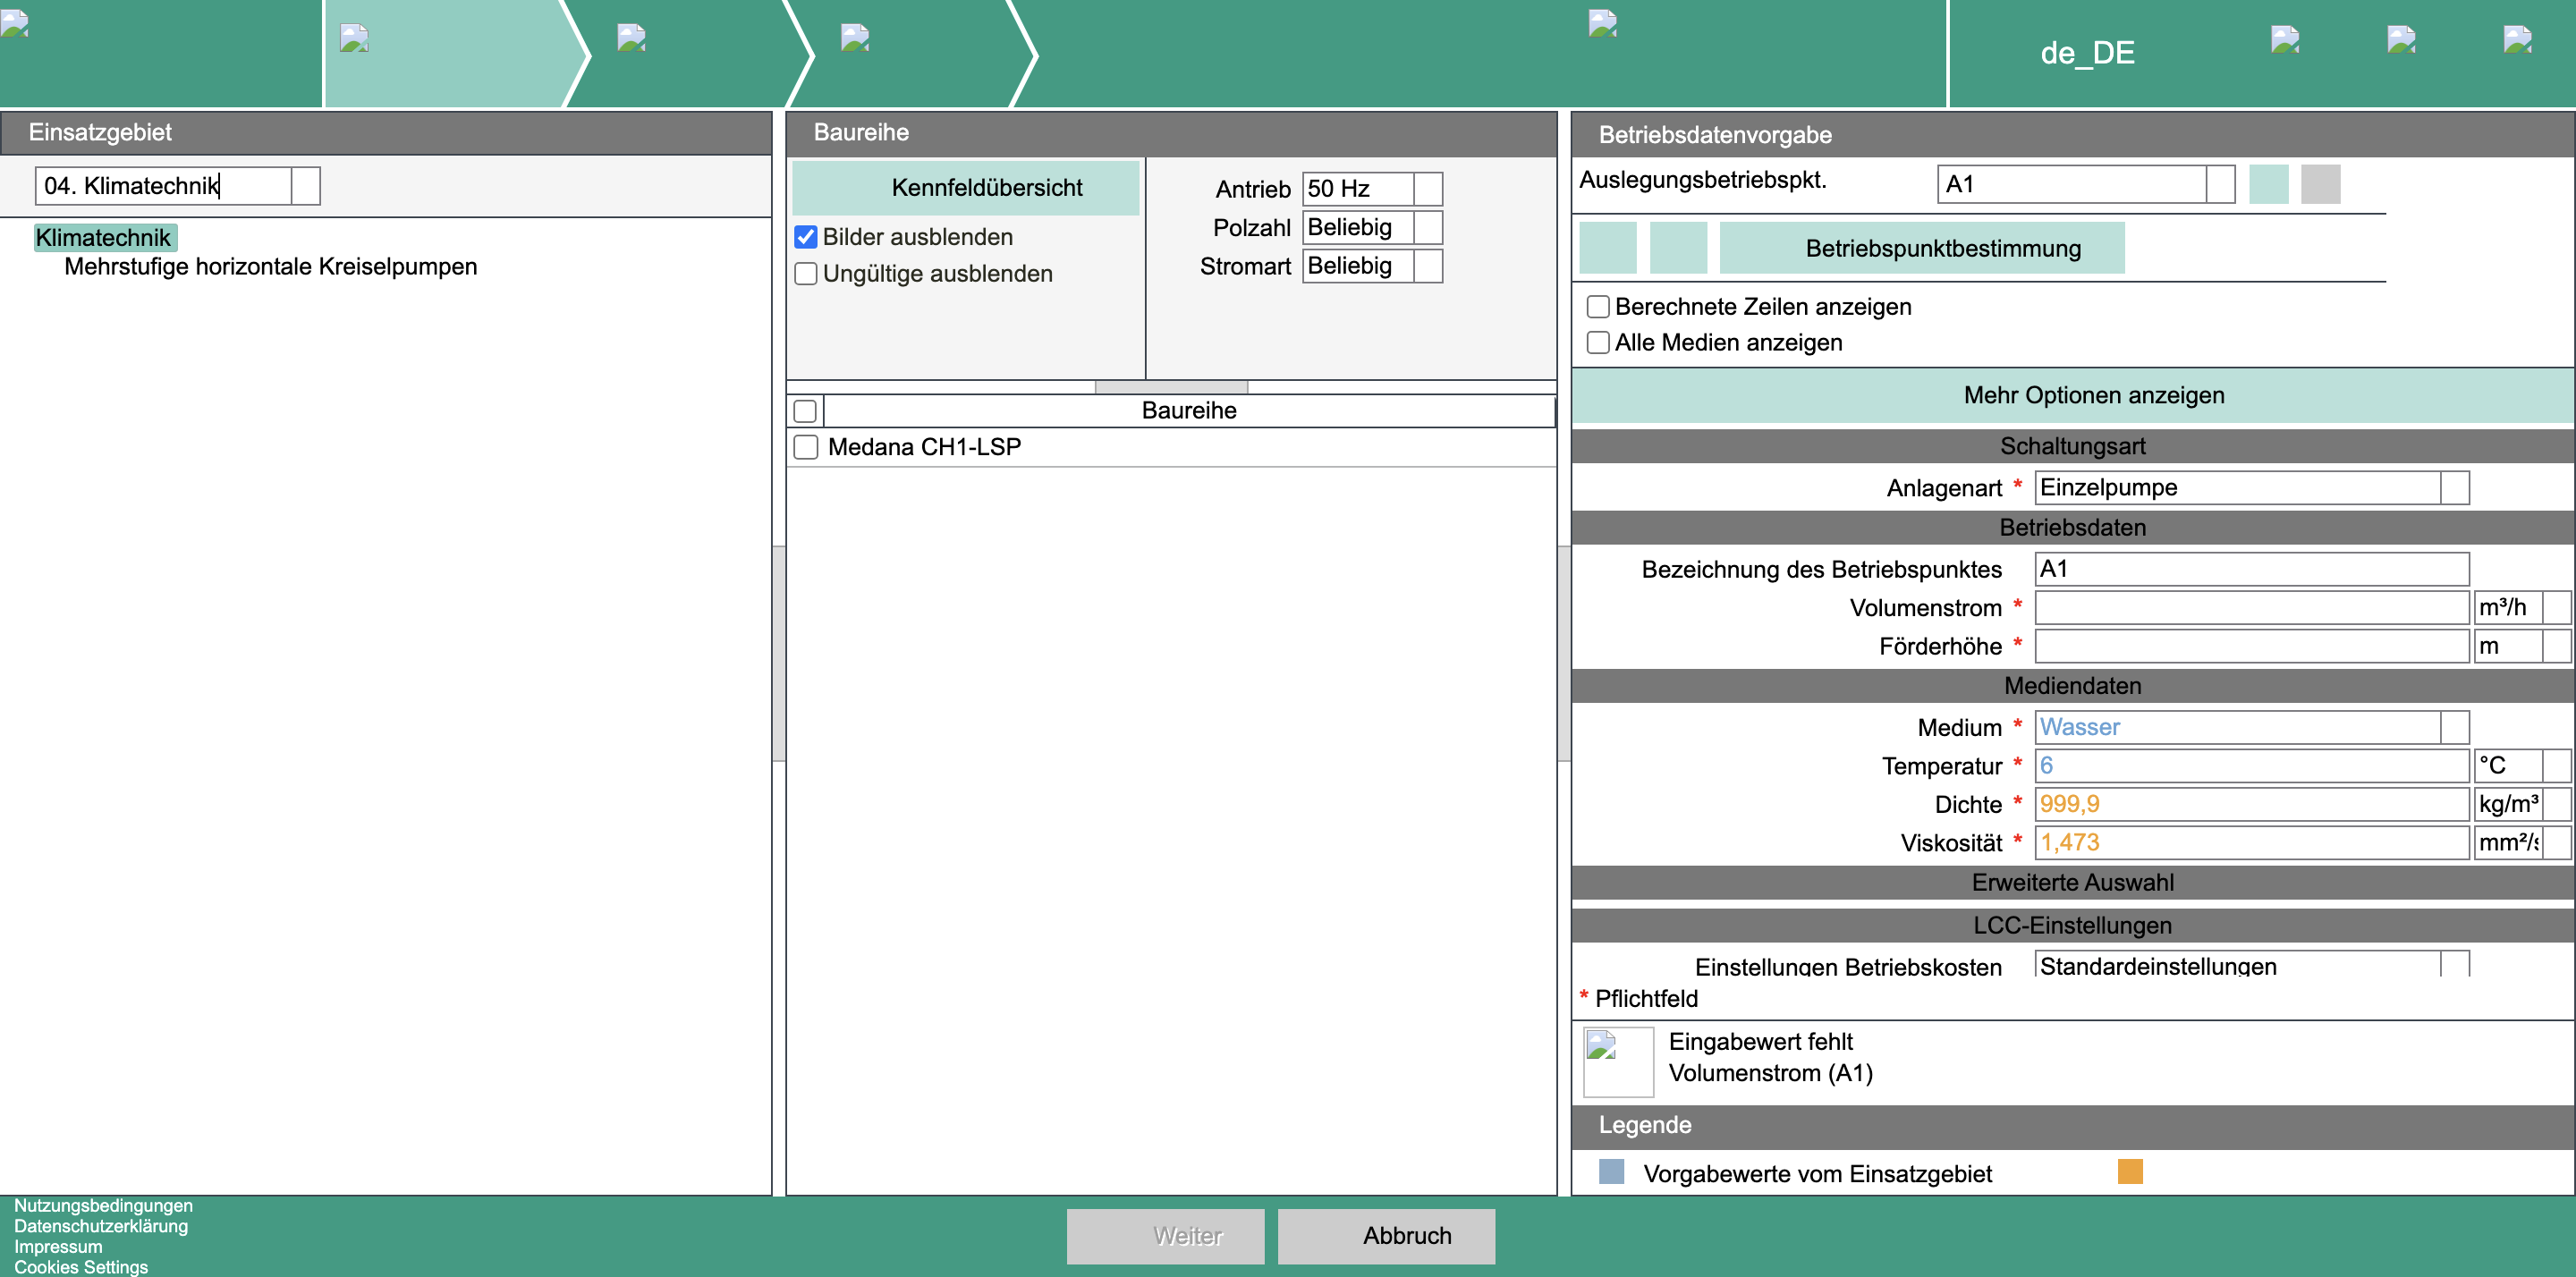 de_DE
Einsatzgebiet
04. Klimatechnik
Klimatechnik
Mehrstufige horizontale Kreiselpumpen
Baureihe
Kennfeldübersicht
Bilder ausblenden
Ungültige ausblenden
Antrieb 50 Hz
Polzahl Beliebig
Stromart Beliebig
Baureihe
Medana CH1-LSP
Betriebsdatenvorgabe
Auslegungsbetriebspkt. A1
Betriebspunktbestimmung
Berechnete Zeilen anzeigen
Alle Medien anzeigen
Mehr Optionen anzeigen
Schaltungsart
Anlagenart * Einzelpumpe
Betriebsdaten
Bezeichnung des Betriebspunktes A1
Volumenstrom * m³/h
Förderhöhe * m
Mediendaten
Medium * Wasser
Temperatur * 6 °C
Dichte * 999,9 kg/m³
Viskosität * 1,473 mm²/s
Erweiterte Auswahl
LCC-Einstellungen
Einstellungen Betriebskosten Standardeinstellungen
* Pflichtfeld
Eingabewert fehlt
Volumenstrom (A1)
Legende
Vorgabewerte vom Einsatzgebiet
Nutzungsbedingungen
Datenschutzerklärung
Impressum
Cookies Settings
Weiter
Abbruch